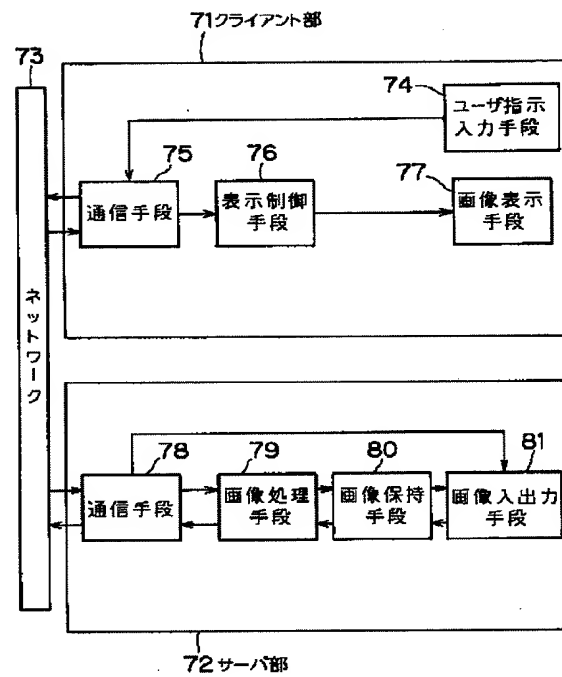 71クライアント部
73
74
ユーザ指示
入力手段
75
通信手段
76
表示制御
手段
77
画像表示
手段
ネットワーク
78
通信手段
79
画像処理
手段
80
画像保持
手段
81
画像入出力
手段
72サーバ部